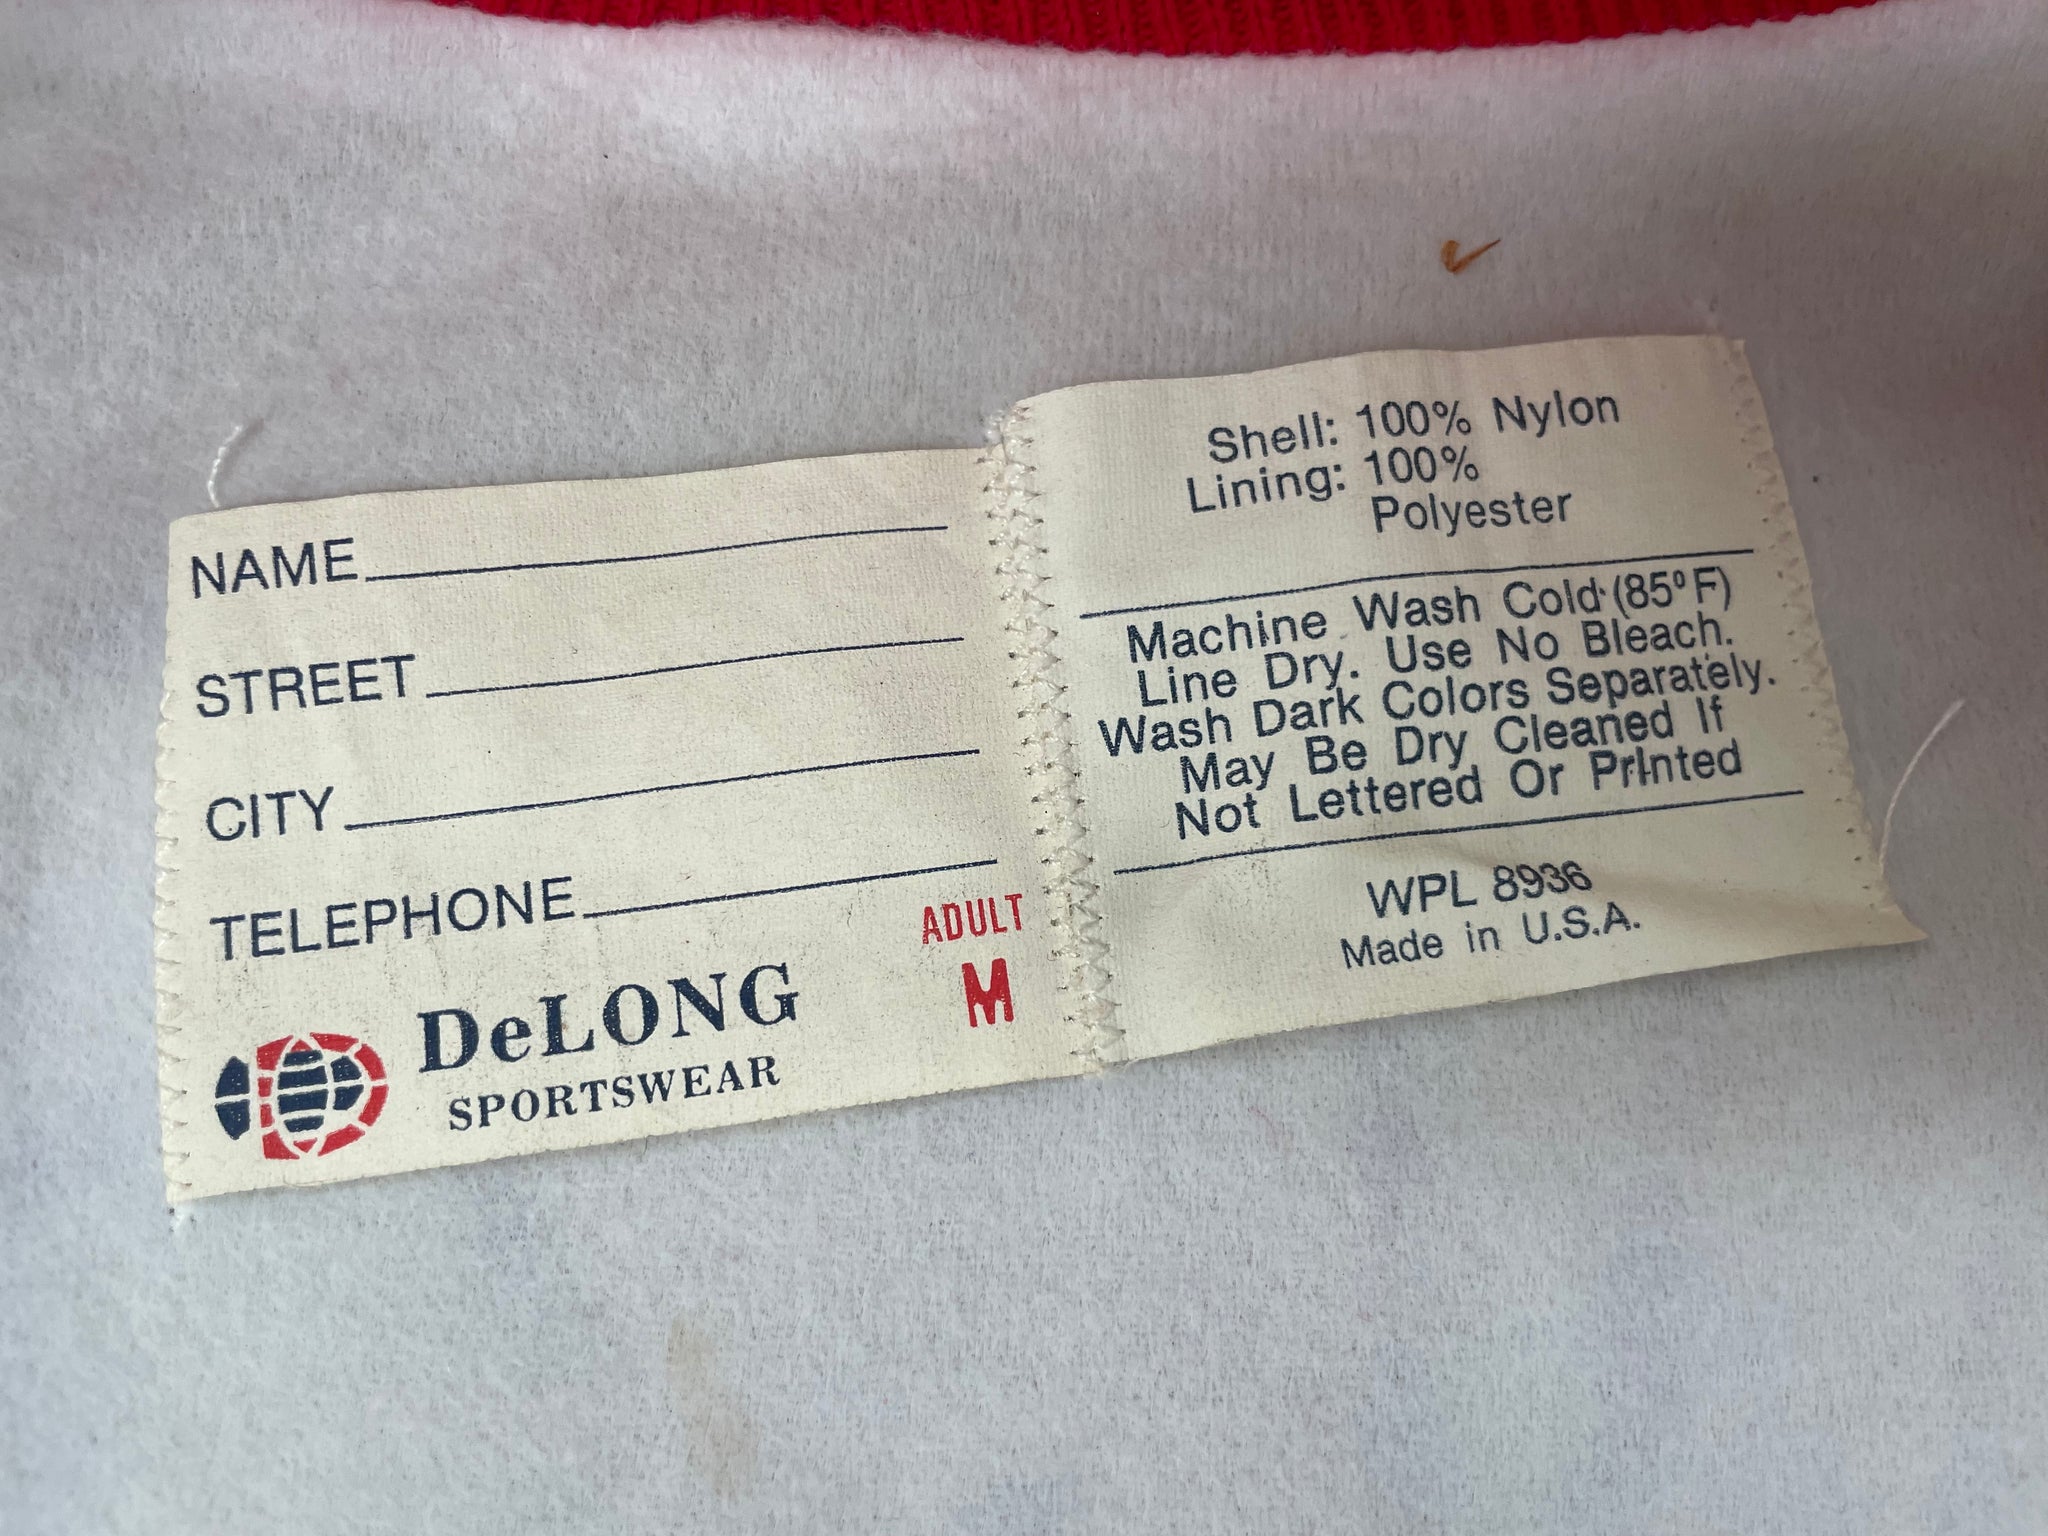 NAME
STREET
CITY
TELEPHONE
ADULT
M
DeLONG
SPORTSWEAR
Shell: 100% Nylon
Lining: 100%
Polyester
Machine Wash Cold (85°F)
Line Dry. Use No Bleach.
Wash Dark Colors Separately.
May Be Dry Cleaned If
Not Lettered Or Printed
WPL 8936
Made in U.S.A.